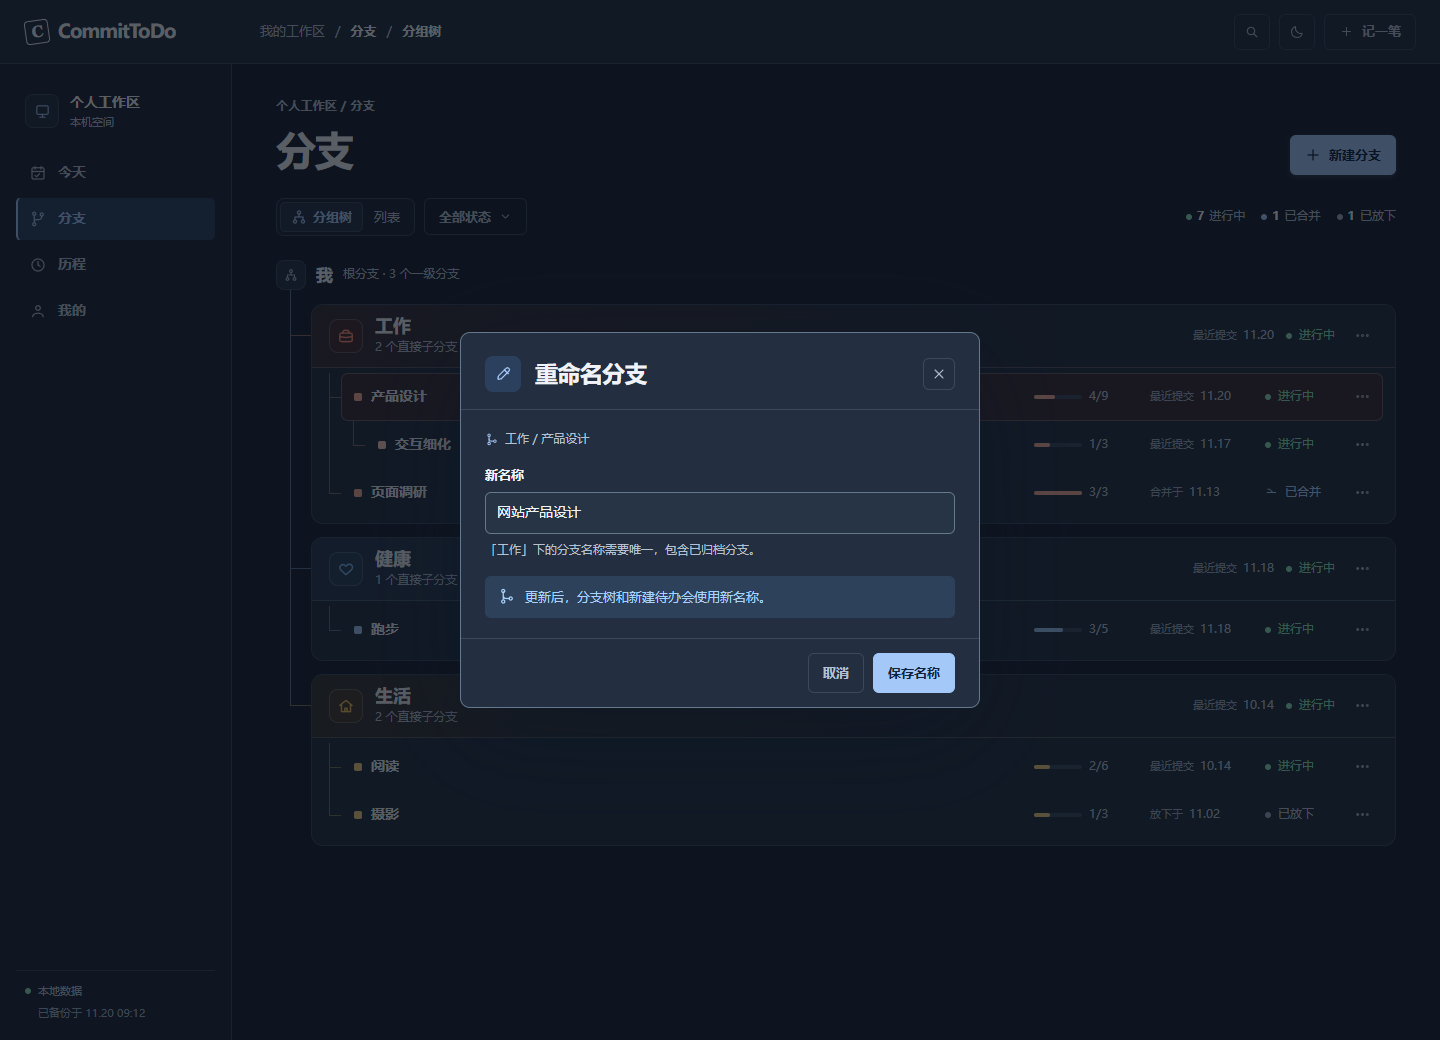 C CommitToDo
我的工作区 / 分支 / 分组树
+ 记一笔
个人工作区
本机空间
今天
分支
历程
我的
本地数据
已备份于 11.20 09:12
个人工作区 / 分支
分支
+ 新建分支
分组树 列表 全部状态
7 进行中 1 已合并 1 已放下
我 根分支 · 3 个一级分支
工作
2 个直接子分支
最近提交 11.20 进行中 ···
产品设计 4/9 最近提交 11.20 进行中 ···
交互细化 1/3 最近提交 11.17 进行中 ···
页面调研 3/3 合并于 11.13 已合并 ···
健康
1 个直接子分支
最近提交 11.18 进行中 ···
跑步 3/5 最近提交 11.18 进行中 ···
生活
2 个直接子分支
最近提交 10.14 进行中 ···
阅读 2/6 最近提交 10.14 进行中 ···
摄影 1/3 放下于 11.02 已放下 ···
重命名分支
工作 / 产品设计
新名称
网站产品设计
「工作」下的分支名称需要唯一，包含已归档分支。
更新后，分支树和新建待办会使用新名称。
取消 保存名称